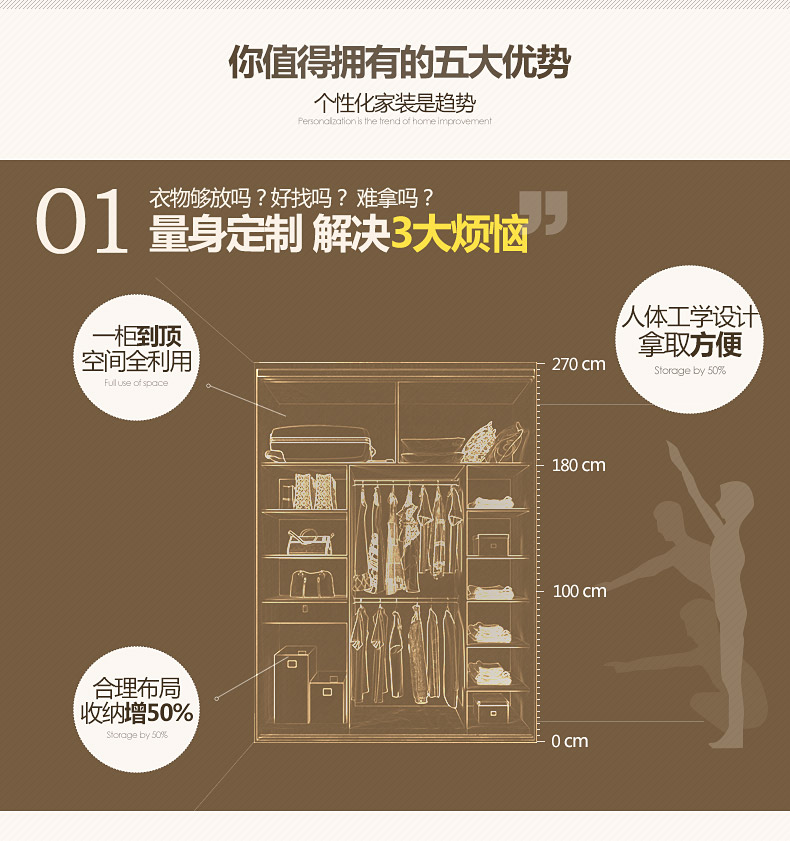 你值得拥有的五大优势
个性化家装是趋势
Personalization is the trend of home improvement
01
衣物够放吗？好找吗？ 难拿吗？
量身定制 解决3大烦恼
一柜到顶
空间全利用
Full use of space
人体工学设计
拿取方便
Storage by 50%
270 cm
180 cm
100 cm
合理布局
收纳增50%
Storage by 50%
0 cm